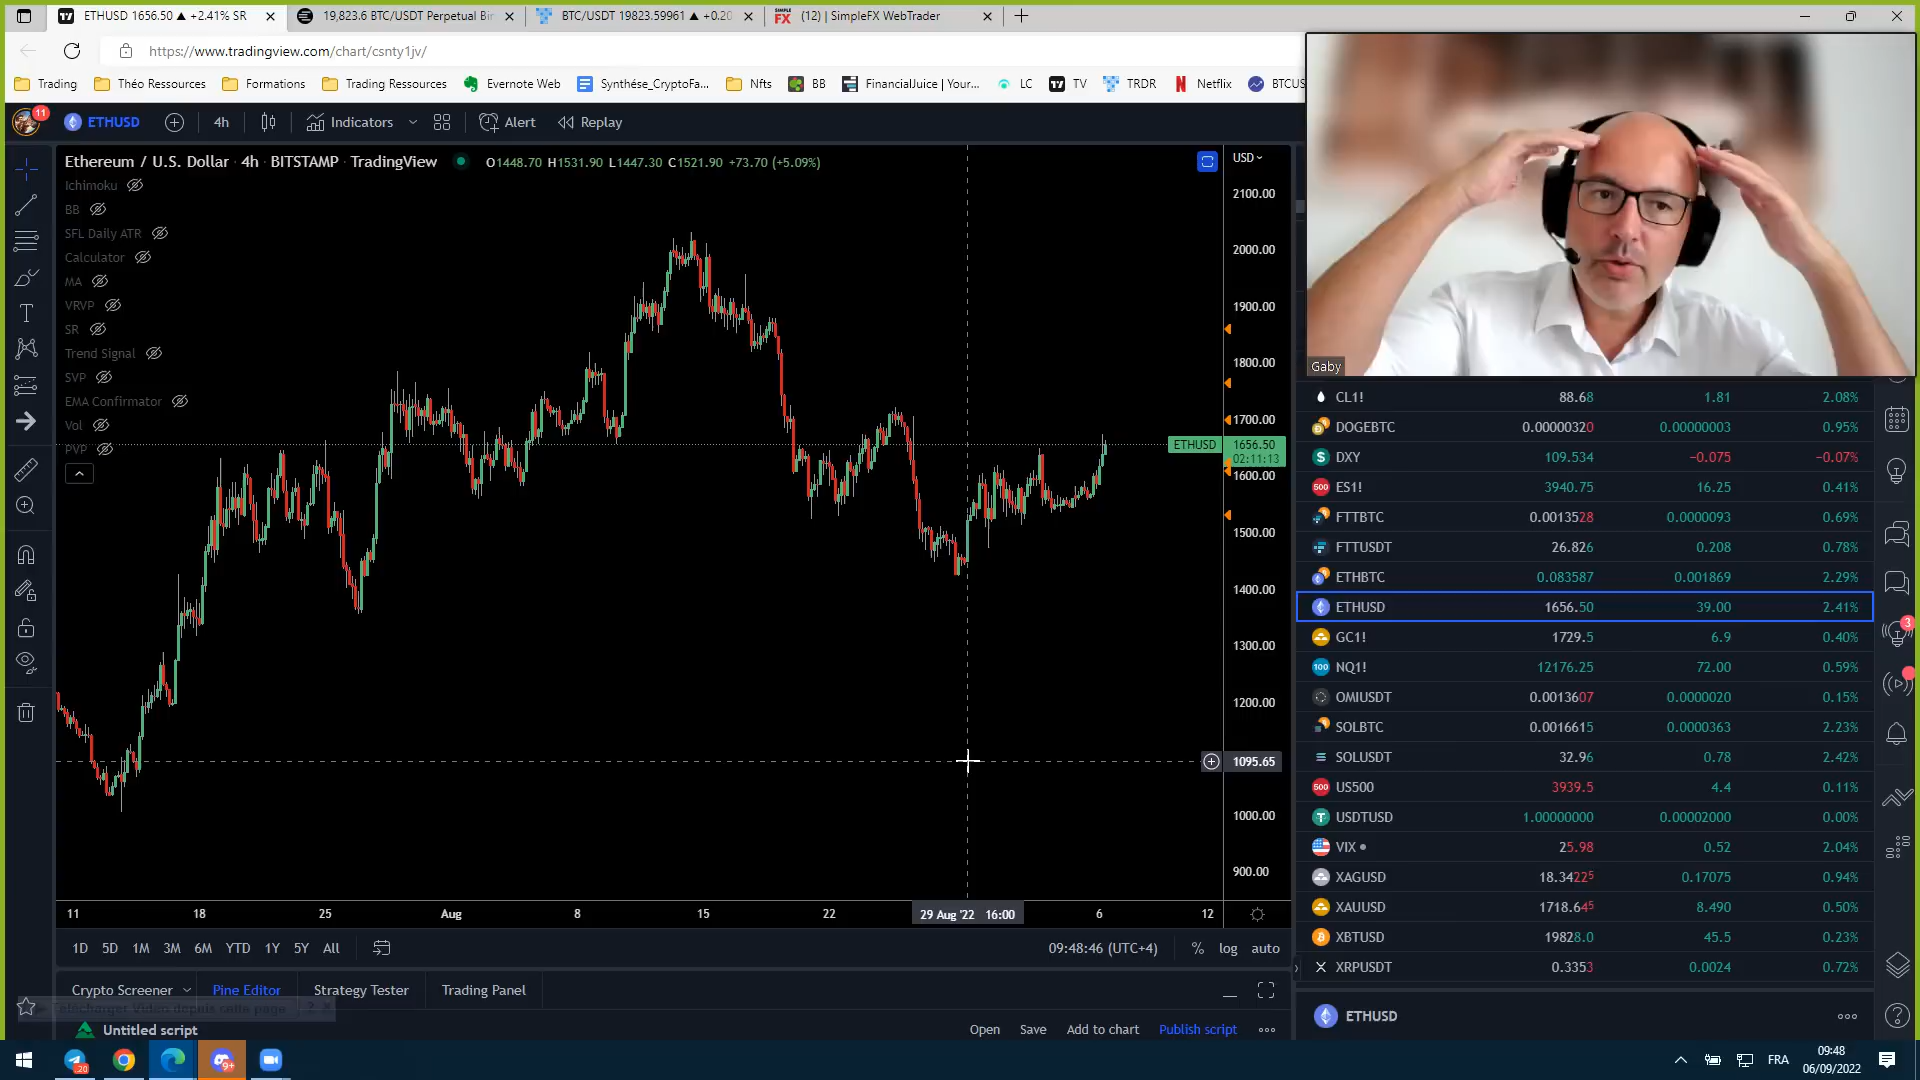 ETHUSD 1656.50 ▲ +2.41% SR
19,823.6 BTC/USDT Perpetual Bin
BTC/USDT 19823.59961 ▲ +0.20
(12) | SimpleFX WebTrader
https://www.tradingview.com/chart/csnty1jv/
Trading
Théo Ressources
Formations
Trading Ressources
Evernote Web
Synthése_CryptoFa...
Nfts
BB
FinancialJuice | Your...
LC
TV
TRDR
Netflix
BTCUS
11
ETHUSD
4h
Indicators
Alert
Replay
Ethereum / U.S. Dollar · 4h · BITSTAMP · TradingView
O1448.70 H1531.90 L1447.30 C1521.90 +73.70 (+5.09%)
USD
Ichimoku
BB
SFL Daily ATR
Calculator
MA
VRVP
SR
Trend Signal
SVP
EMA Confirmator
Vol
PVP
2100.00
2000.00
1900.00
1800.00
1700.00
ETHUSD 1656.50
02:11:13
1600.00
1500.00
1400.00
1300.00
1200.00
1095.65
1000.00
900.00
11 18 25 Aug 8 15 22 29 Aug '22 16:00 6 12
1D 5D 1M 3M 6M YTD 1Y 5Y All
09:48:46 (UTC+4) % log auto
Crypto Screener Pine Editor Strategy Tester Trading Panel
Télécharger Video depuis cette page ? ×
Untitled script
Open Save Add to chart Publish script
Gaby
CL1! 88.68 1.81 2.08%
DOGEBTC 0.00000320 0.00000003 0.95%
DXY 109.534 −0.075 −0.07%
ES1! 3940.75 16.25 0.41%
FTTBTC 0.0013528 0.0000093 0.69%
FTTUSDT 26.826 0.208 0.78%
ETHBTC 0.083587 0.001869 2.29%
ETHUSD 1656.50 39.00 2.41%
GC1! 1729.5 6.9 0.40%
NQ1! 12176.25 72.00 0.59%
OMIUSDT 0.0013607 0.0000020 0.15%
SOLBTC 0.0016615 0.0000363 2.23%
SOLUSDT 32.96 0.78 2.42%
US500 3939.5 4.4 0.11%
USDTUSD 1.00000000 0.00002000 0.00%
VIX 25.98 0.52 2.04%
XAGUSD 18.3422⁵ 0.17075 0.94%
XAUUSD 1718.64⁵ 8.490 0.50%
XBTUSD 19828.0 45.5 0.23%
XRPUSDT 0.3353 0.0024 0.72%
3
ETHUSD
FRA
09:48
06/09/2022